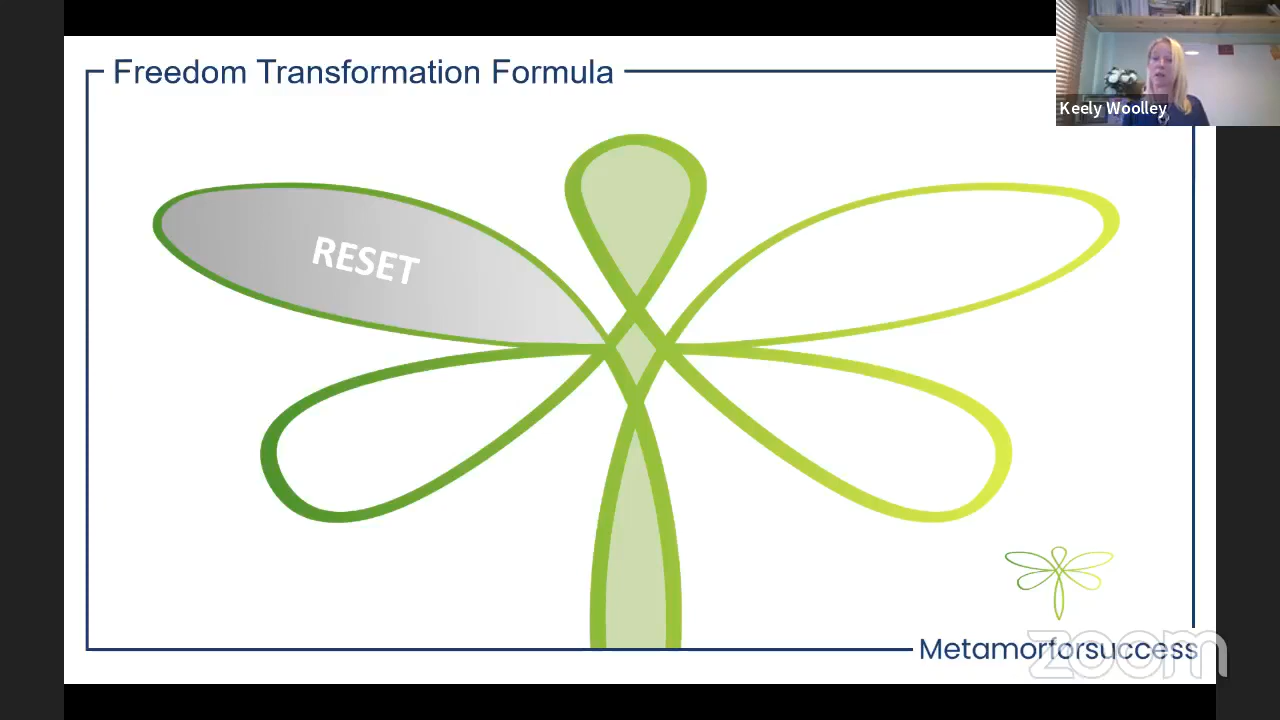 Freedom Transformation Formula
Keely Woolley
RESET
Metamorforsuccess
zoom